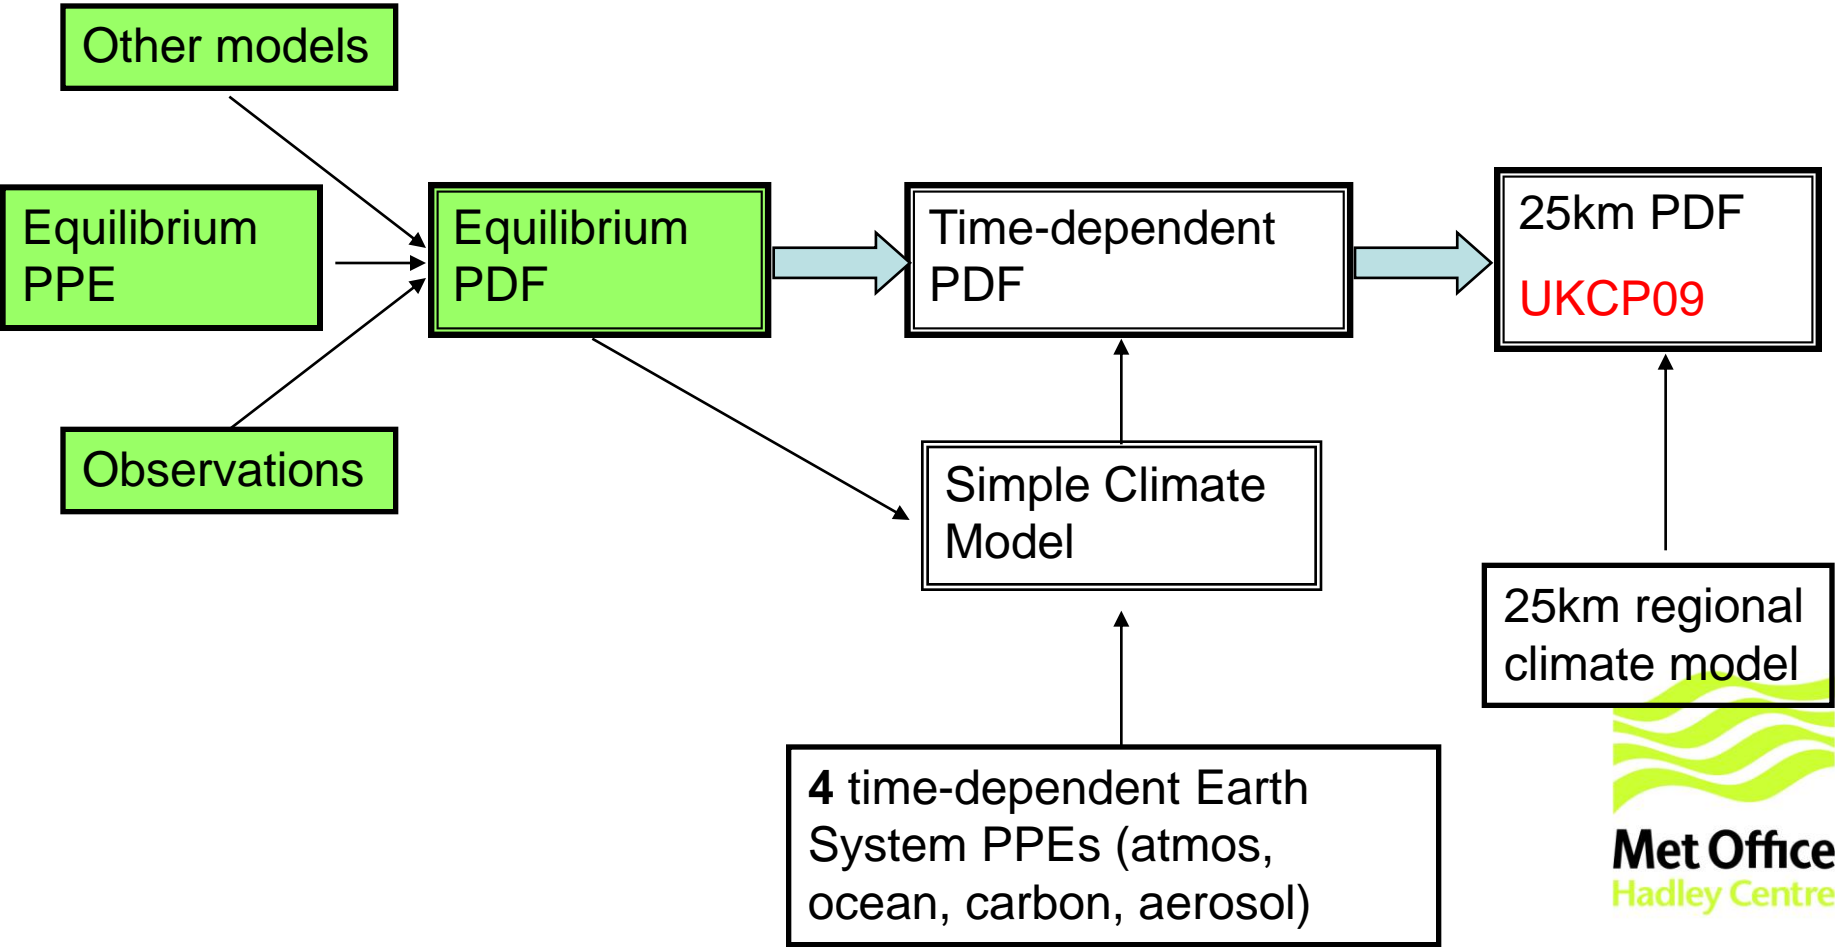 Other models
Equilibrium
PPE
Observations
Equilibrium
PDF
Time-dependent
PDF
25km PDF
UKCP09
Simple Climate
Model
25km regional
climate model
4 time-dependent Earth
System PPEs (atmos,
ocean, carbon, aerosol)
Met Office
Hadley Centre